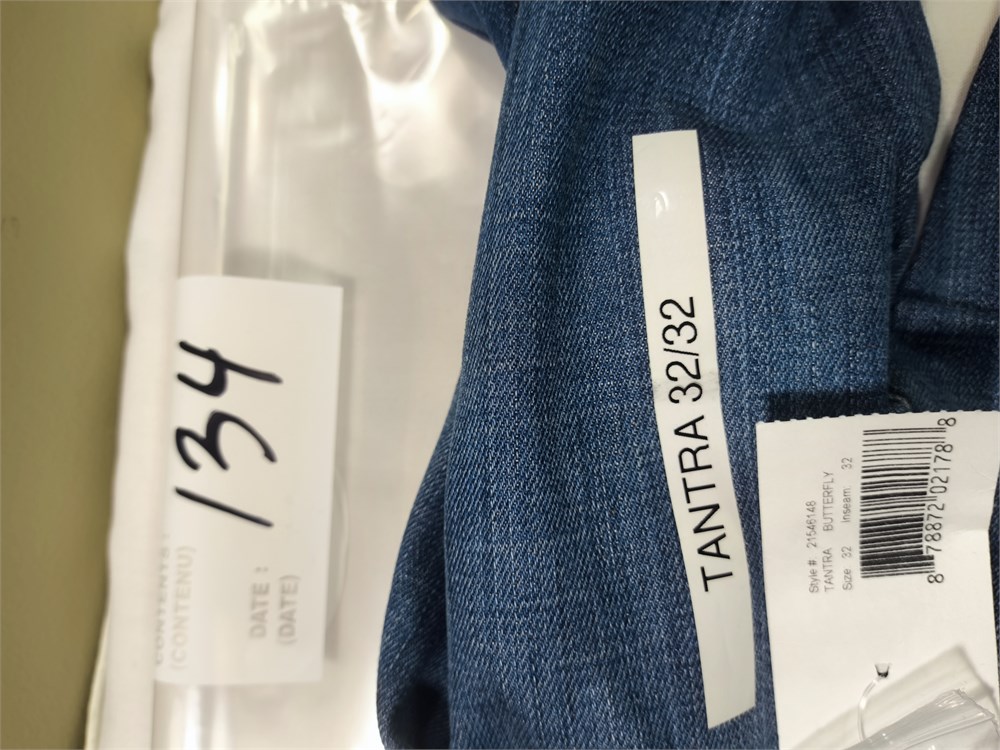 134
CONTENTS :
(CONTENU)
DATE :
(DATE)
TANTRA 32/32
Style # 21546148
TANTRA BUTTERFLY
Size 32 Inseam: 32
8 78872 02178 8